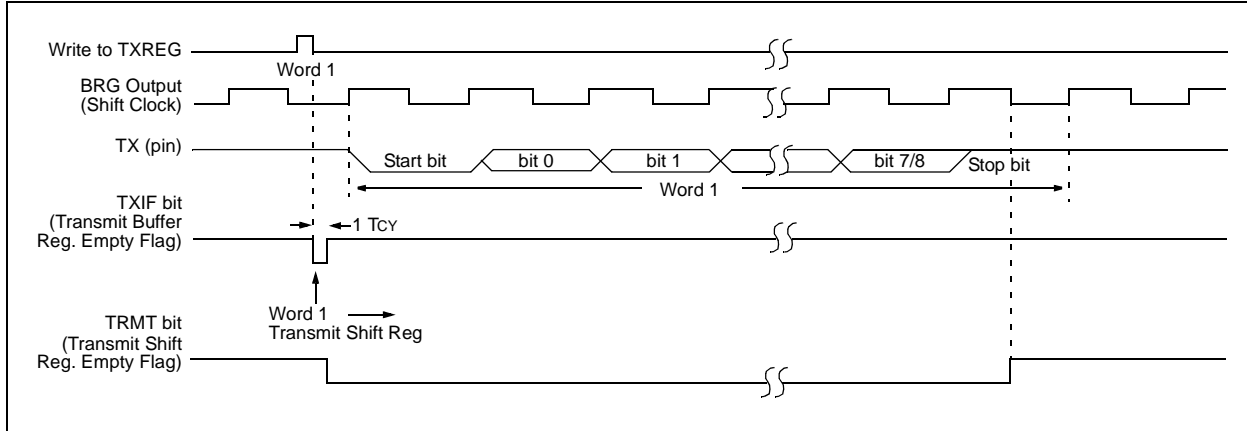 Write to TXREG
Word 1
BRG Output
(Shift Clock)
TX (pin)
Start bit
bit 0
bit 1
bit 7/8
Stop bit
Word 1
TXIF bit
(Transmit Buffer
Reg. Empty Flag)
1 TCY
Word 1
Transmit Shift Reg
TRMT bit
(Transmit Shift
Reg. Empty Flag)